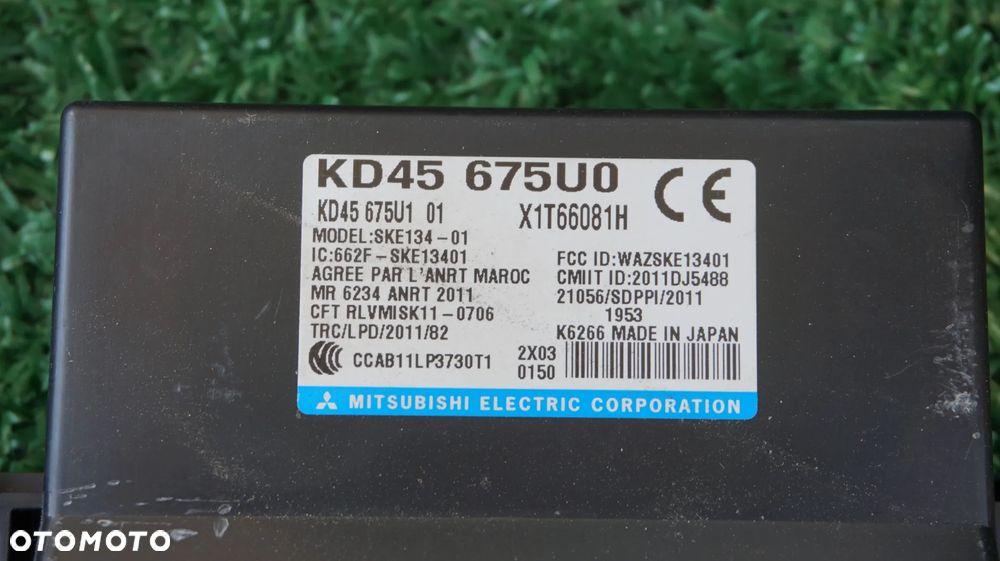 KD45 675U0
KD45 675U1 01 X1T66081H
CE
MODEL:SKE134-01
IC:662F-SKE13401 FCC ID:WAZSKE13401
AGREE PAR L'ANRT MAROC CMIIT ID:2011DJ5488
MR 6234 ANRT 2011 21056/SDPPI/2011
CFT RLVMISK11-0706 1953
TRC/LPD/2011/82 K6266 MADE IN JAPAN
CCAB11LP3730T1 2X03
0150
MITSUBISHI ELECTRIC CORPORATION
OTOMOTO